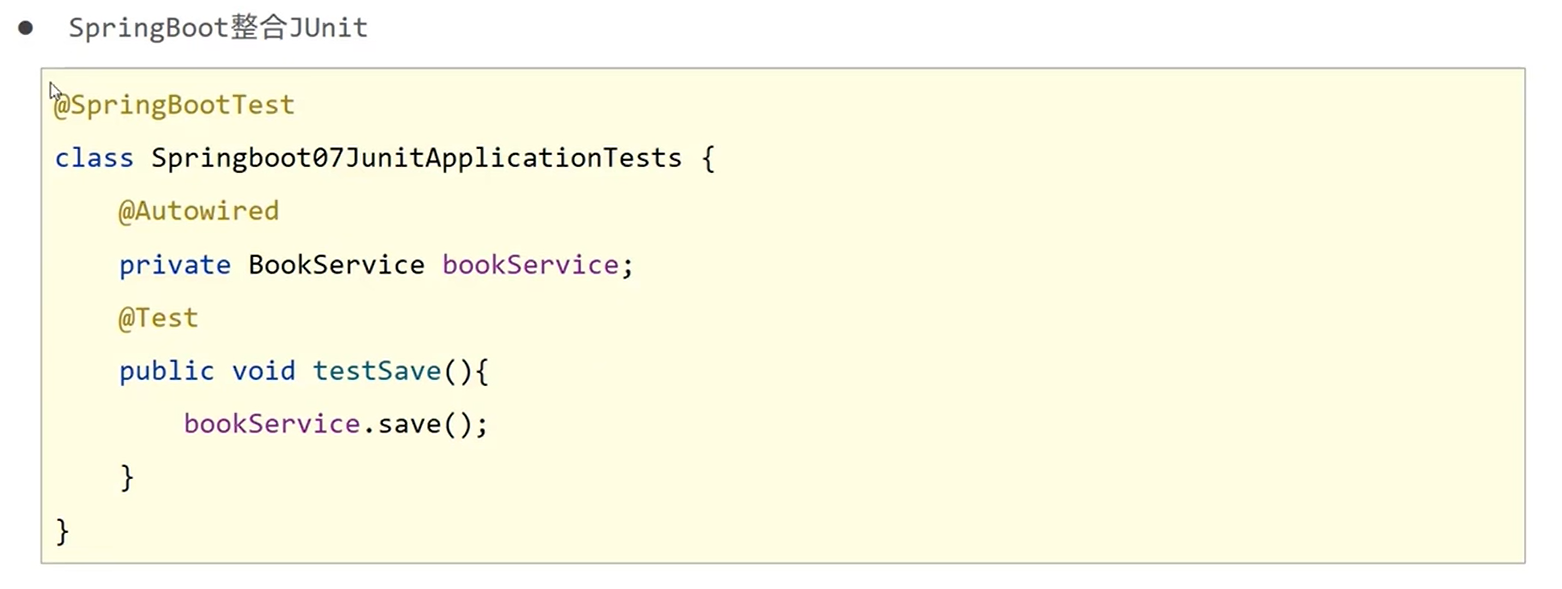 ● SpringBoot整合JUnit
@SpringBootTest
class Springboot07JunitApplicationTests {
    @Autowired
    private BookService bookService;
    @Test
    public void testSave(){
        bookService.save();
    }
}